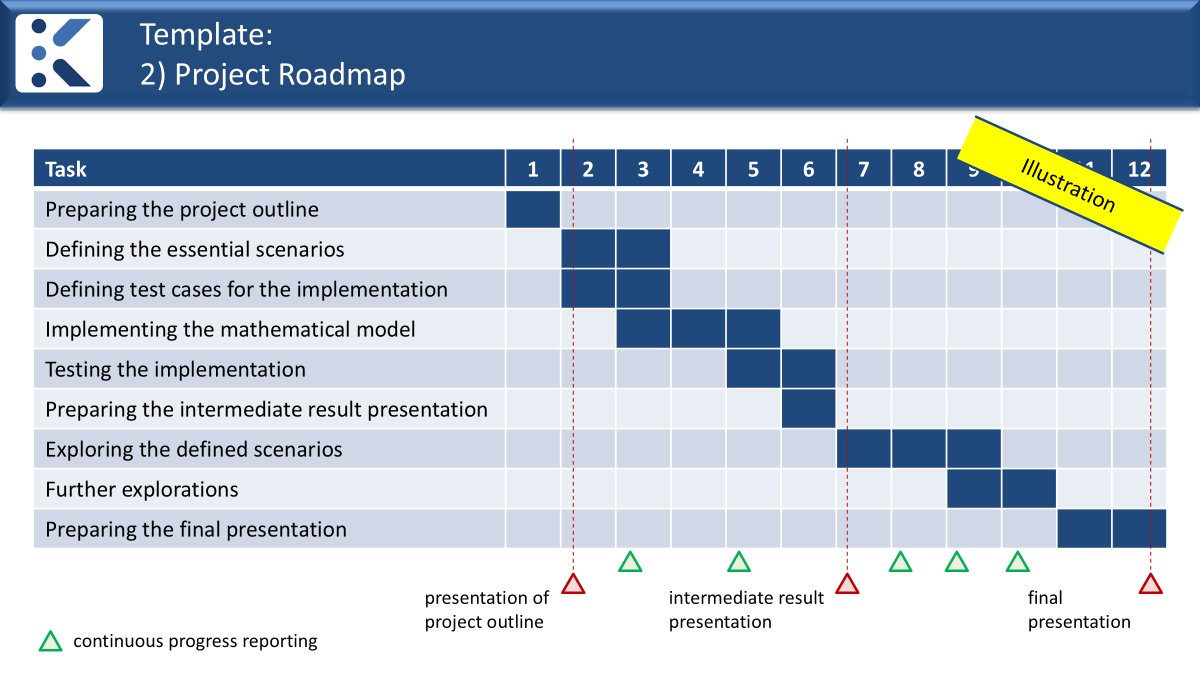 Template:
2) Project Roadmap
Task 1 2 3 4 5 6 7 8 9 12
Illustration
Preparing the project outline
Defining the essential scenarios
Defining test cases for the implementation
Implementing the mathematical model
Testing the implementation
Preparing the intermediate result presentation
Exploring the defined scenarios
Further explorations
Preparing the final presentation
presentation of
project outline
intermediate result
presentation
final
presentation
continuous progress reporting